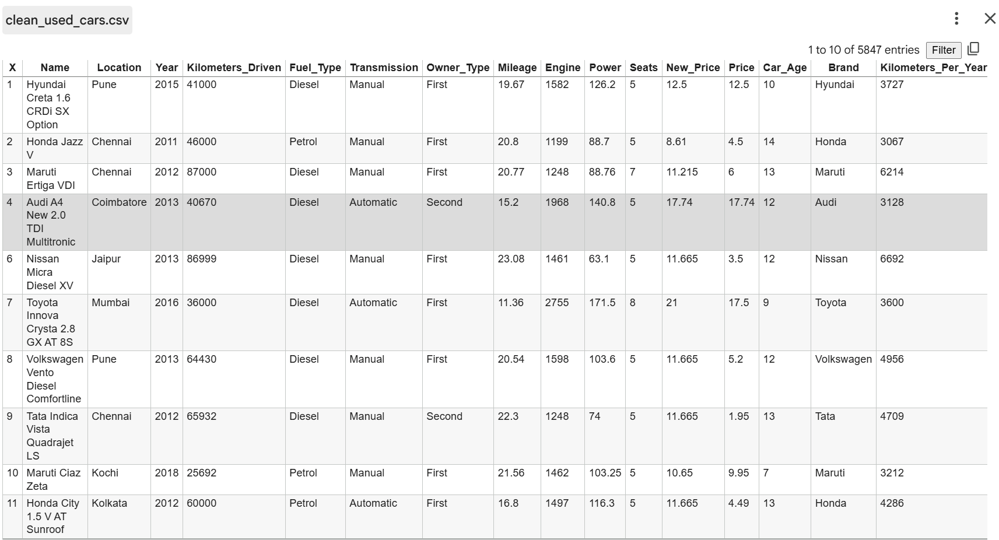 clean_used_cars.csv
1 to 10 of 5847 entries Filter
X Name Location Year Kilometers_Driven Fuel_Type Transmission Owner_Type Mileage Engine Power Seats New_Price Price Car_Age Brand Kilometers_Per_Year
1 Hyundai Pune 2015 41000 Diesel Manual First 19.67 1582 126.2 5 12.5 12.5 10 Hyundai 3727
Creta 1.6
CRDi SX
Option
2 Honda Jazz Chennai 2011 46000 Petrol Manual First 20.8 1199 88.7 5 8.61 4.5 14 Honda 3067
V
3 Maruti Chennai 2012 87000 Diesel Manual First 20.77 1248 88.76 7 11.215 6 13 Maruti 6214
Ertiga VDI
4 Audi A4 Coimbatore 2013 40670 Diesel Automatic Second 15.2 1968 140.8 5 17.74 17.74 12 Audi 3128
New 2.0
TDI
Multitronic
6 Nissan Jaipur 2013 86999 Diesel Manual First 23.08 1461 63.1 5 11.665 3.5 12 Nissan 6692
Micra
Diesel XV
7 Toyota Mumbai 2016 36000 Diesel Automatic First 11.36 2755 171.5 8 21 17.5 9 Toyota 3600
Innova
Crysta 2.8
GX AT 8S
8 Volkswagen Pune 2013 64430 Diesel Manual First 20.54 1598 103.6 5 11.665 5.2 12 Volkswagen 4956
Vento
Diesel
Comfortline
9 Tata Indica Chennai 2012 65932 Diesel Manual Second 22.3 1248 74 5 11.665 1.95 13 Tata 4709
Vista
Quadrajet
LS
10 Maruti Ciaz Kochi 2018 25692 Petrol Manual First 21.56 1462 103.25 5 10.65 9.95 7 Maruti 3212
Zeta
11 Honda City Kolkata 2012 60000 Petrol Automatic First 16.8 1497 116.3 5 11.665 4.49 13 Honda 4286
1.5 V AT
Sunroof